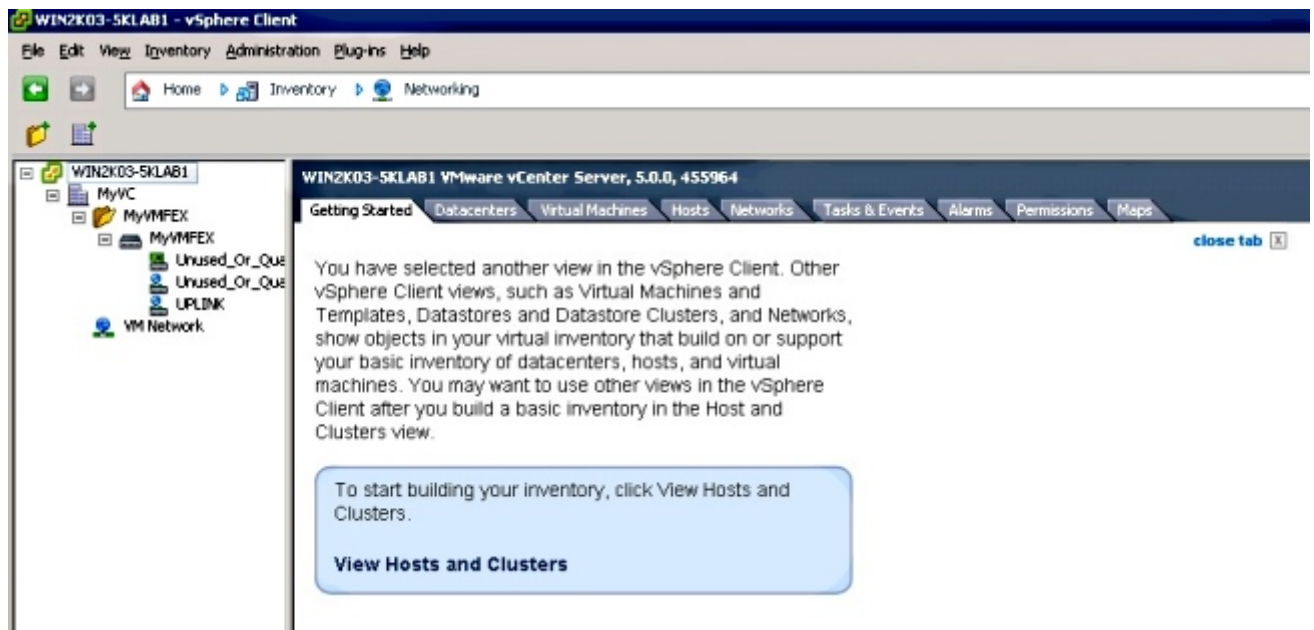 WIN2K03-5KLAB1 - vSphere Client
File Edit View Inventory Administration Plug-ins Help
Home Inventory Networking
WIN2K03-5KLAB1
MyVC
MyVMFEX
MyVMFEX
Unused_Or_Qua
Unused_Or_Qua
UPLINK
VM Network
WIN2K03-5KLAB1 VMware vCenter Server, 5.0.0, 455964
Getting Started Datacenters Virtual Machines Hosts Networks Tasks & Events Alarms Permissions Maps
close tab
You have selected another view in the vSphere Client. Other
vSphere Client views, such as Virtual Machines and
Templates, Datastores and Datastore Clusters, and Networks,
show objects in your virtual inventory that build on or support
your basic inventory of datacenters, hosts, and virtual
machines. You may want to use other views in the vSphere
Client after you build a basic inventory in the Host and
Clusters view.
To start building your inventory, click View Hosts and
Clusters.
View Hosts and Clusters